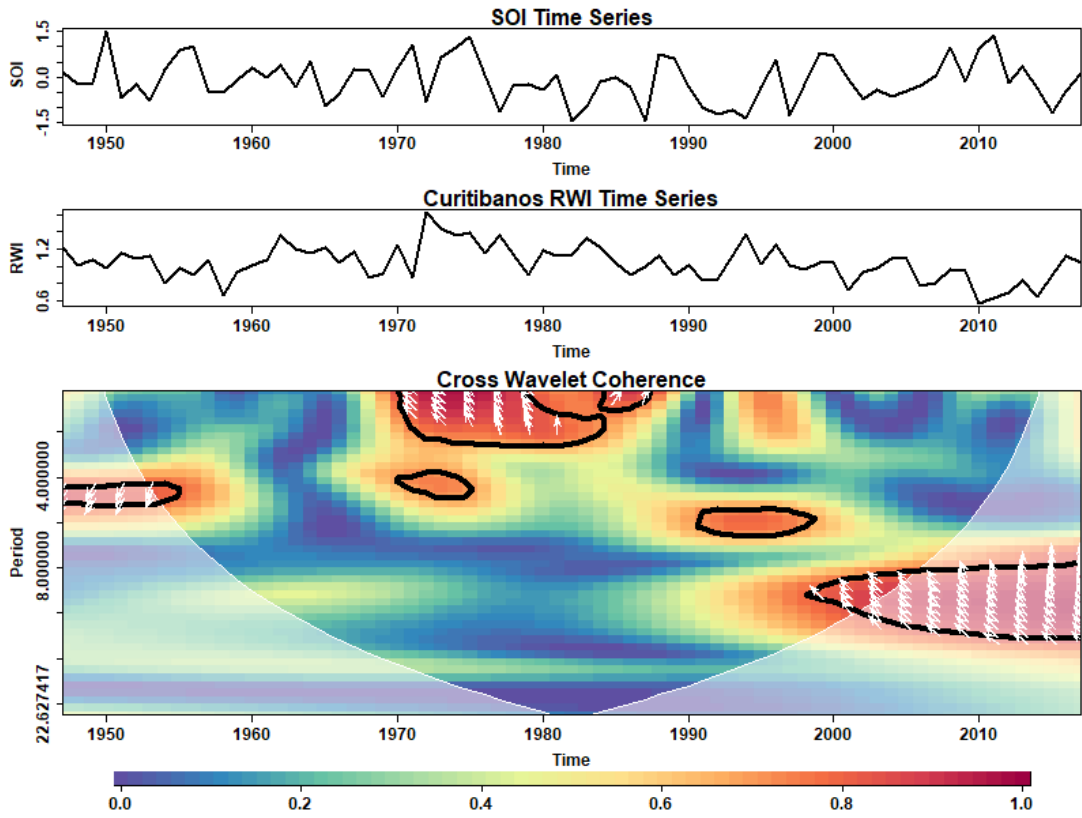 SOI Time Series
SOI
1.5
0.0
-1.5
1950 1960 1970 1980 1990 2000 2010
Time
Curitibanos RWI Time Series
RWI
1.2
0.6
1950 1960 1970 1980 1990 2000 2010
Time
Cross Wavelet Coherence
Period
4.000000
8.000000
22.627417
1950 1960 1970 1980 1990 2000 2010
Time
0.0 0.2 0.4 0.6 0.8 1.0